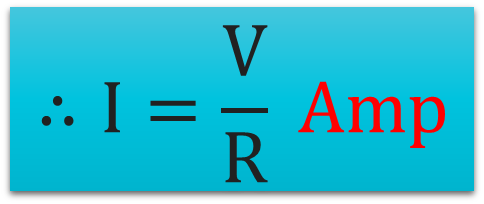 ∴ I = V/R Amp